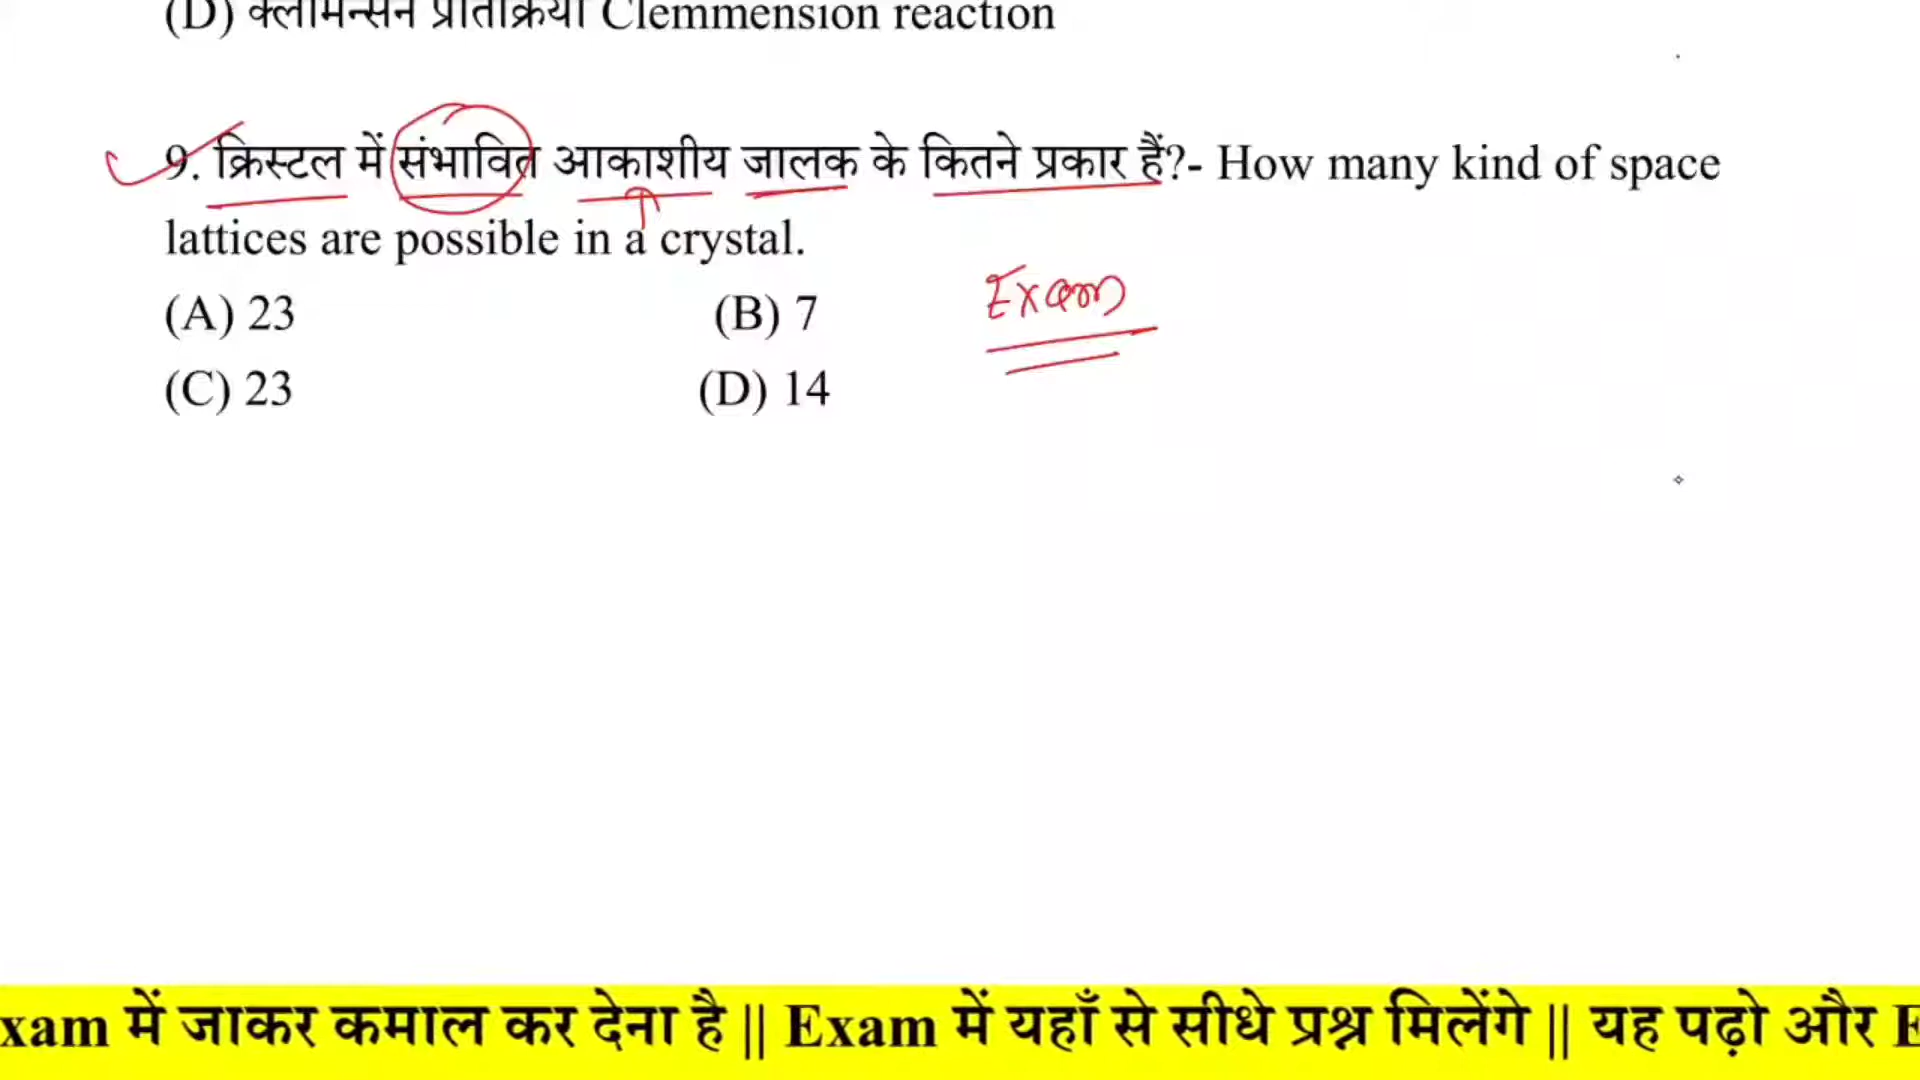 (D) क्लीमेन्सन प्रतिक्रिया Clemmension reaction
9. क्रिस्टल में संभावित आकाशीय जालक के कितने प्रकार हैं?- How many kind of space
lattices are possible in a crystal.
(A) 23 (B) 7
Exam
(C) 23 (D) 14
xam में जाकर कमाल कर देना है || Exam में यहाँ से सीधे प्रश्न मिलेंगे || यह पढ़ो और E